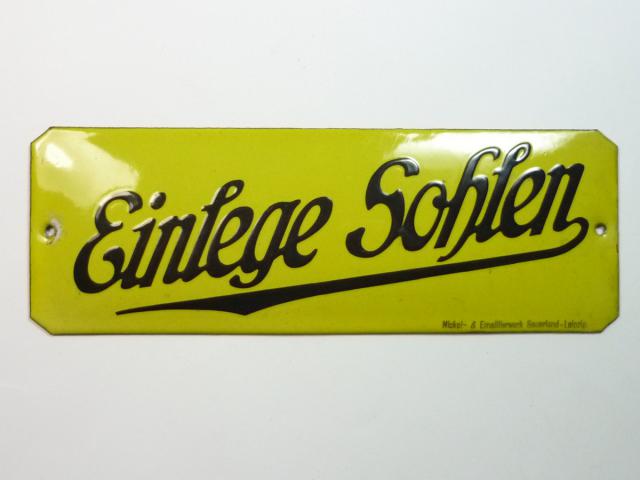 Einlege Sohlen
Nickel- & Emaillierwerk Sauerland-Leipzig.